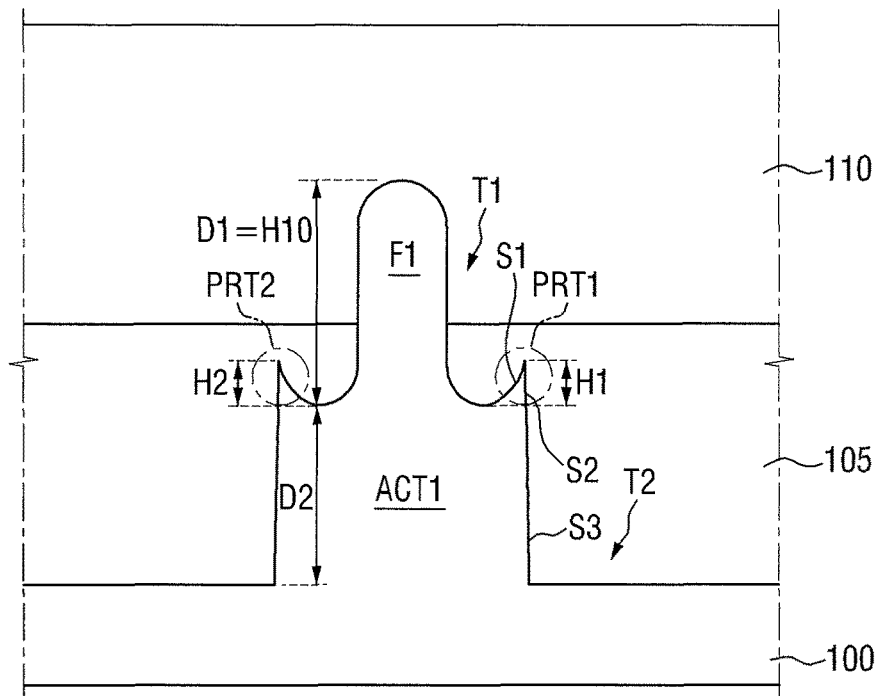 110
T1
D1=H10
F1
S1
PRT2
PRT1
H2
H1
S2
105
D2
ACT1
T2
S3
100